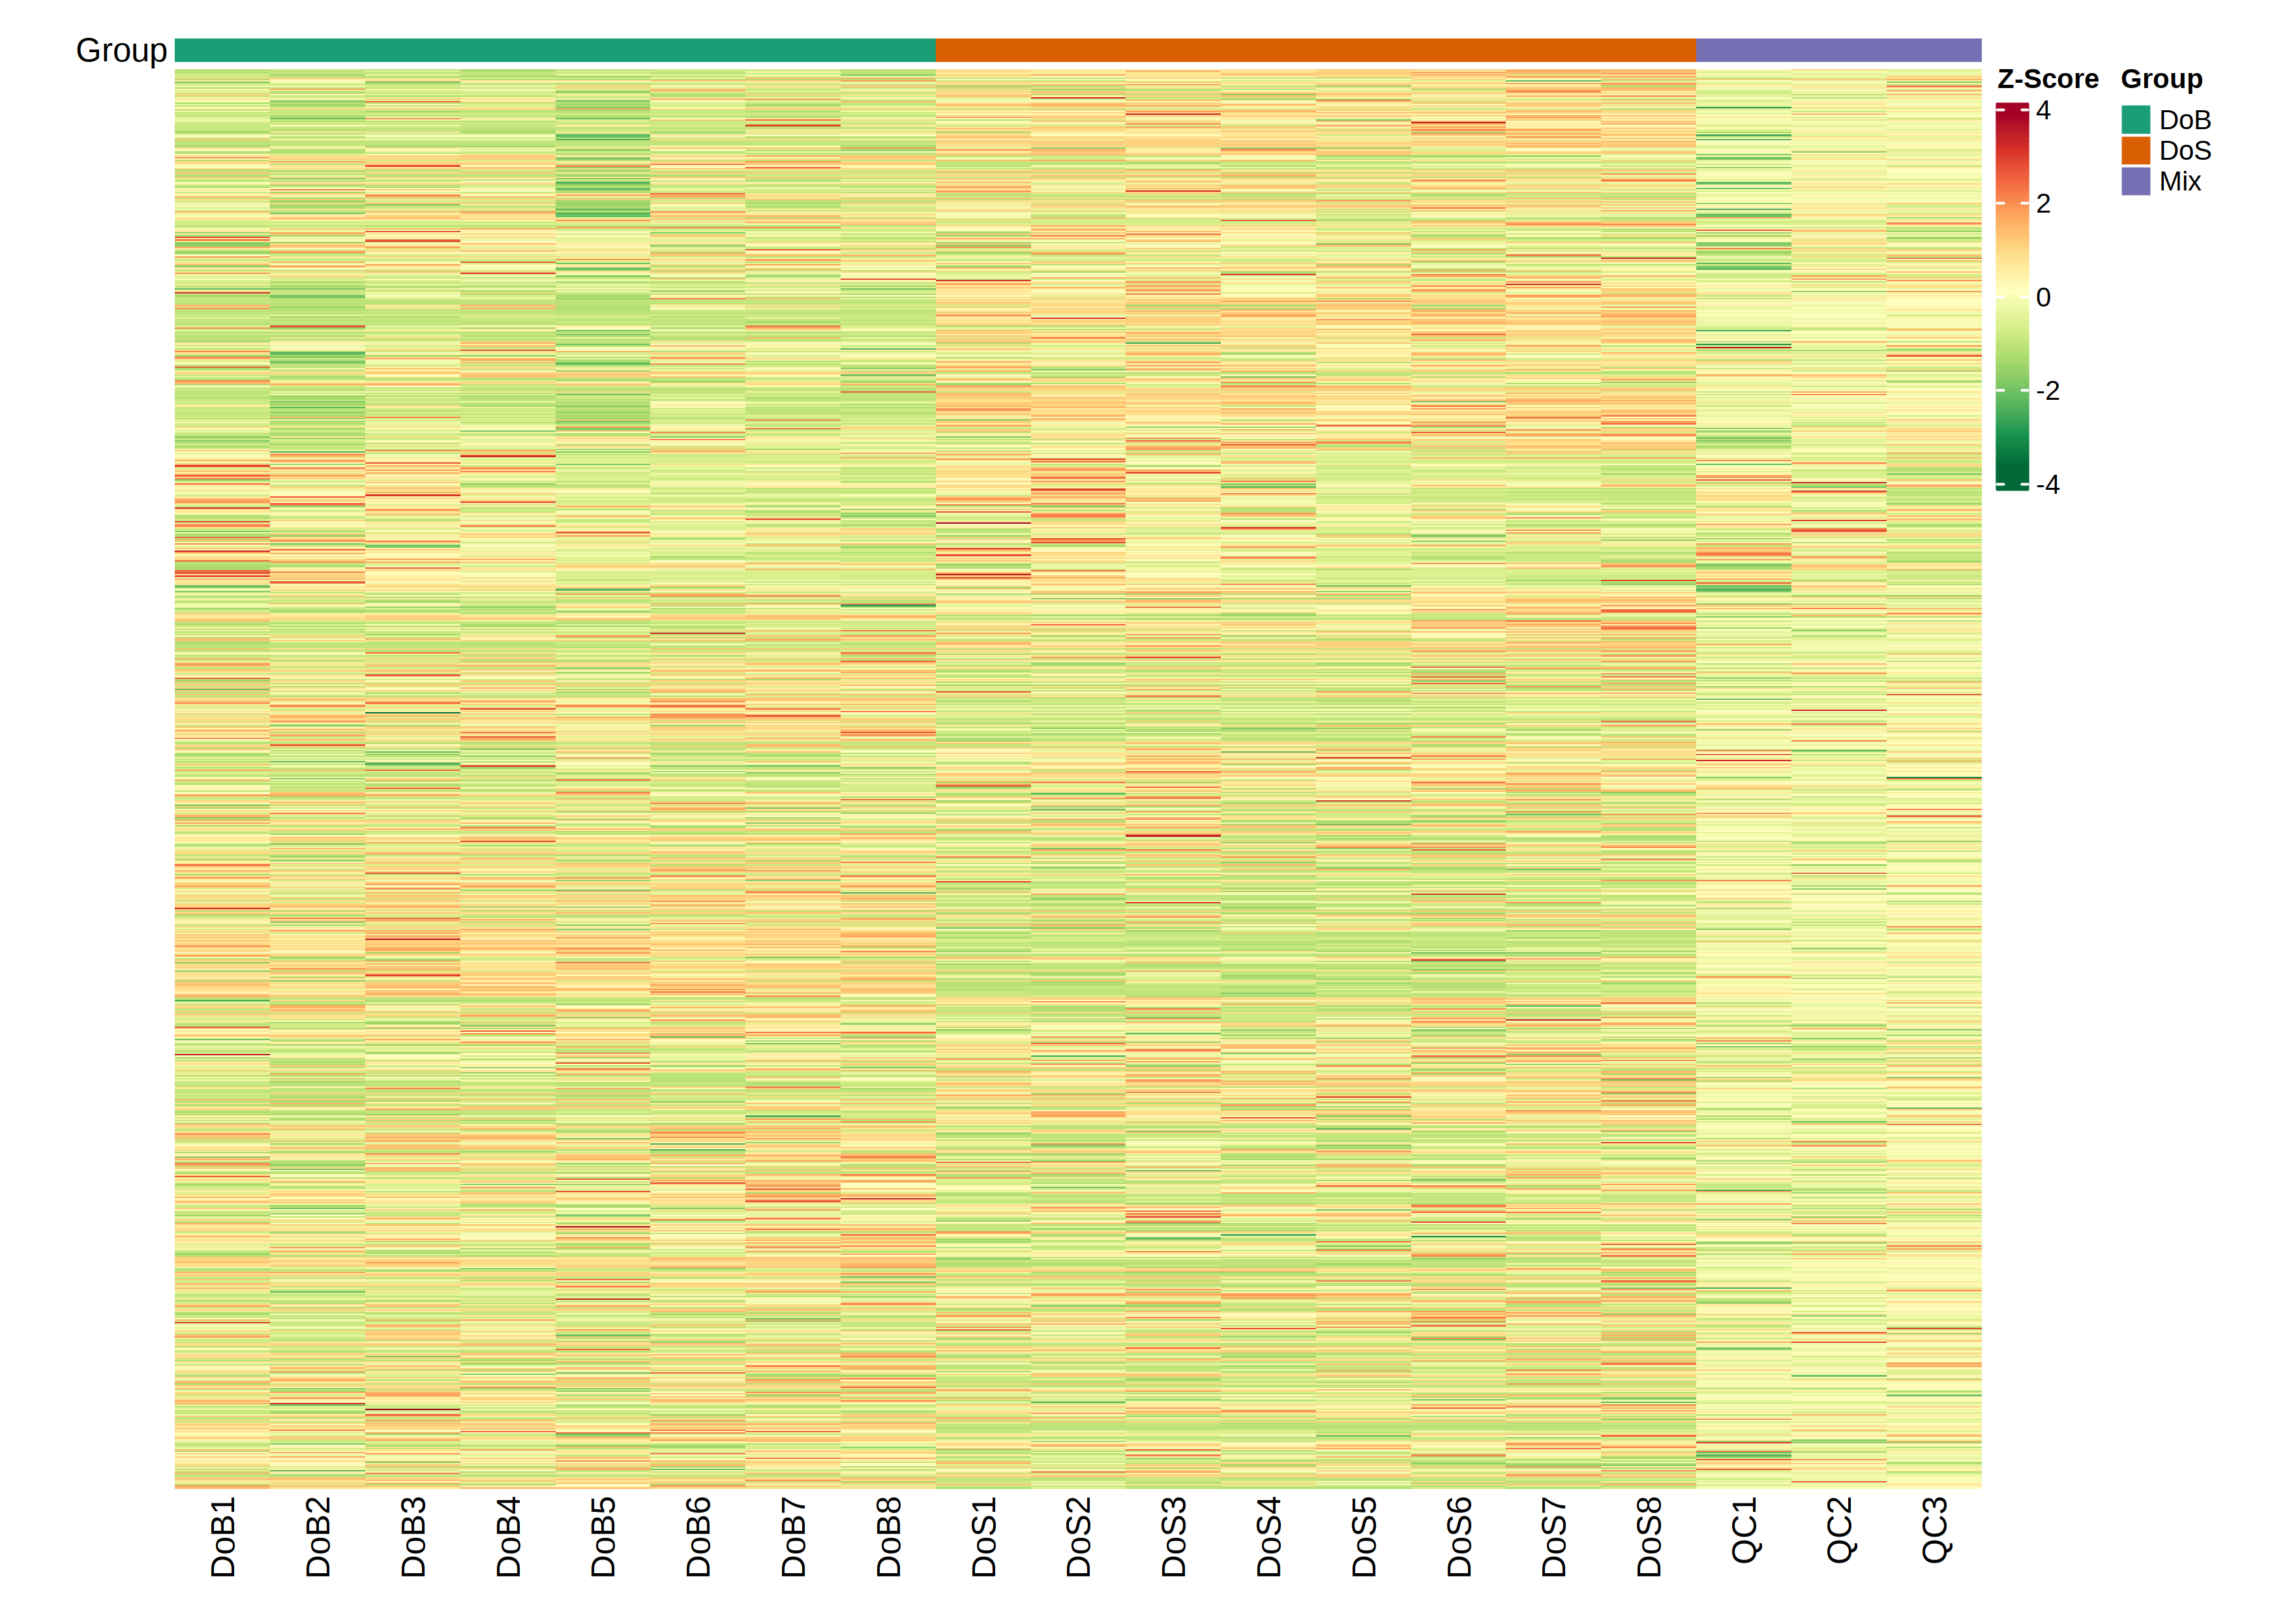 Group
Z-Score
4
2
0
-2
-4
Group
DoB
DoS
Mix
DoB1
DoB2
DoB3
DoB4
DoB5
DoB6
DoB7
DoB8
DoS1
DoS2
DoS3
DoS4
DoS5
DoS6
DoS7
DoS8
QC1
QC2
QC3